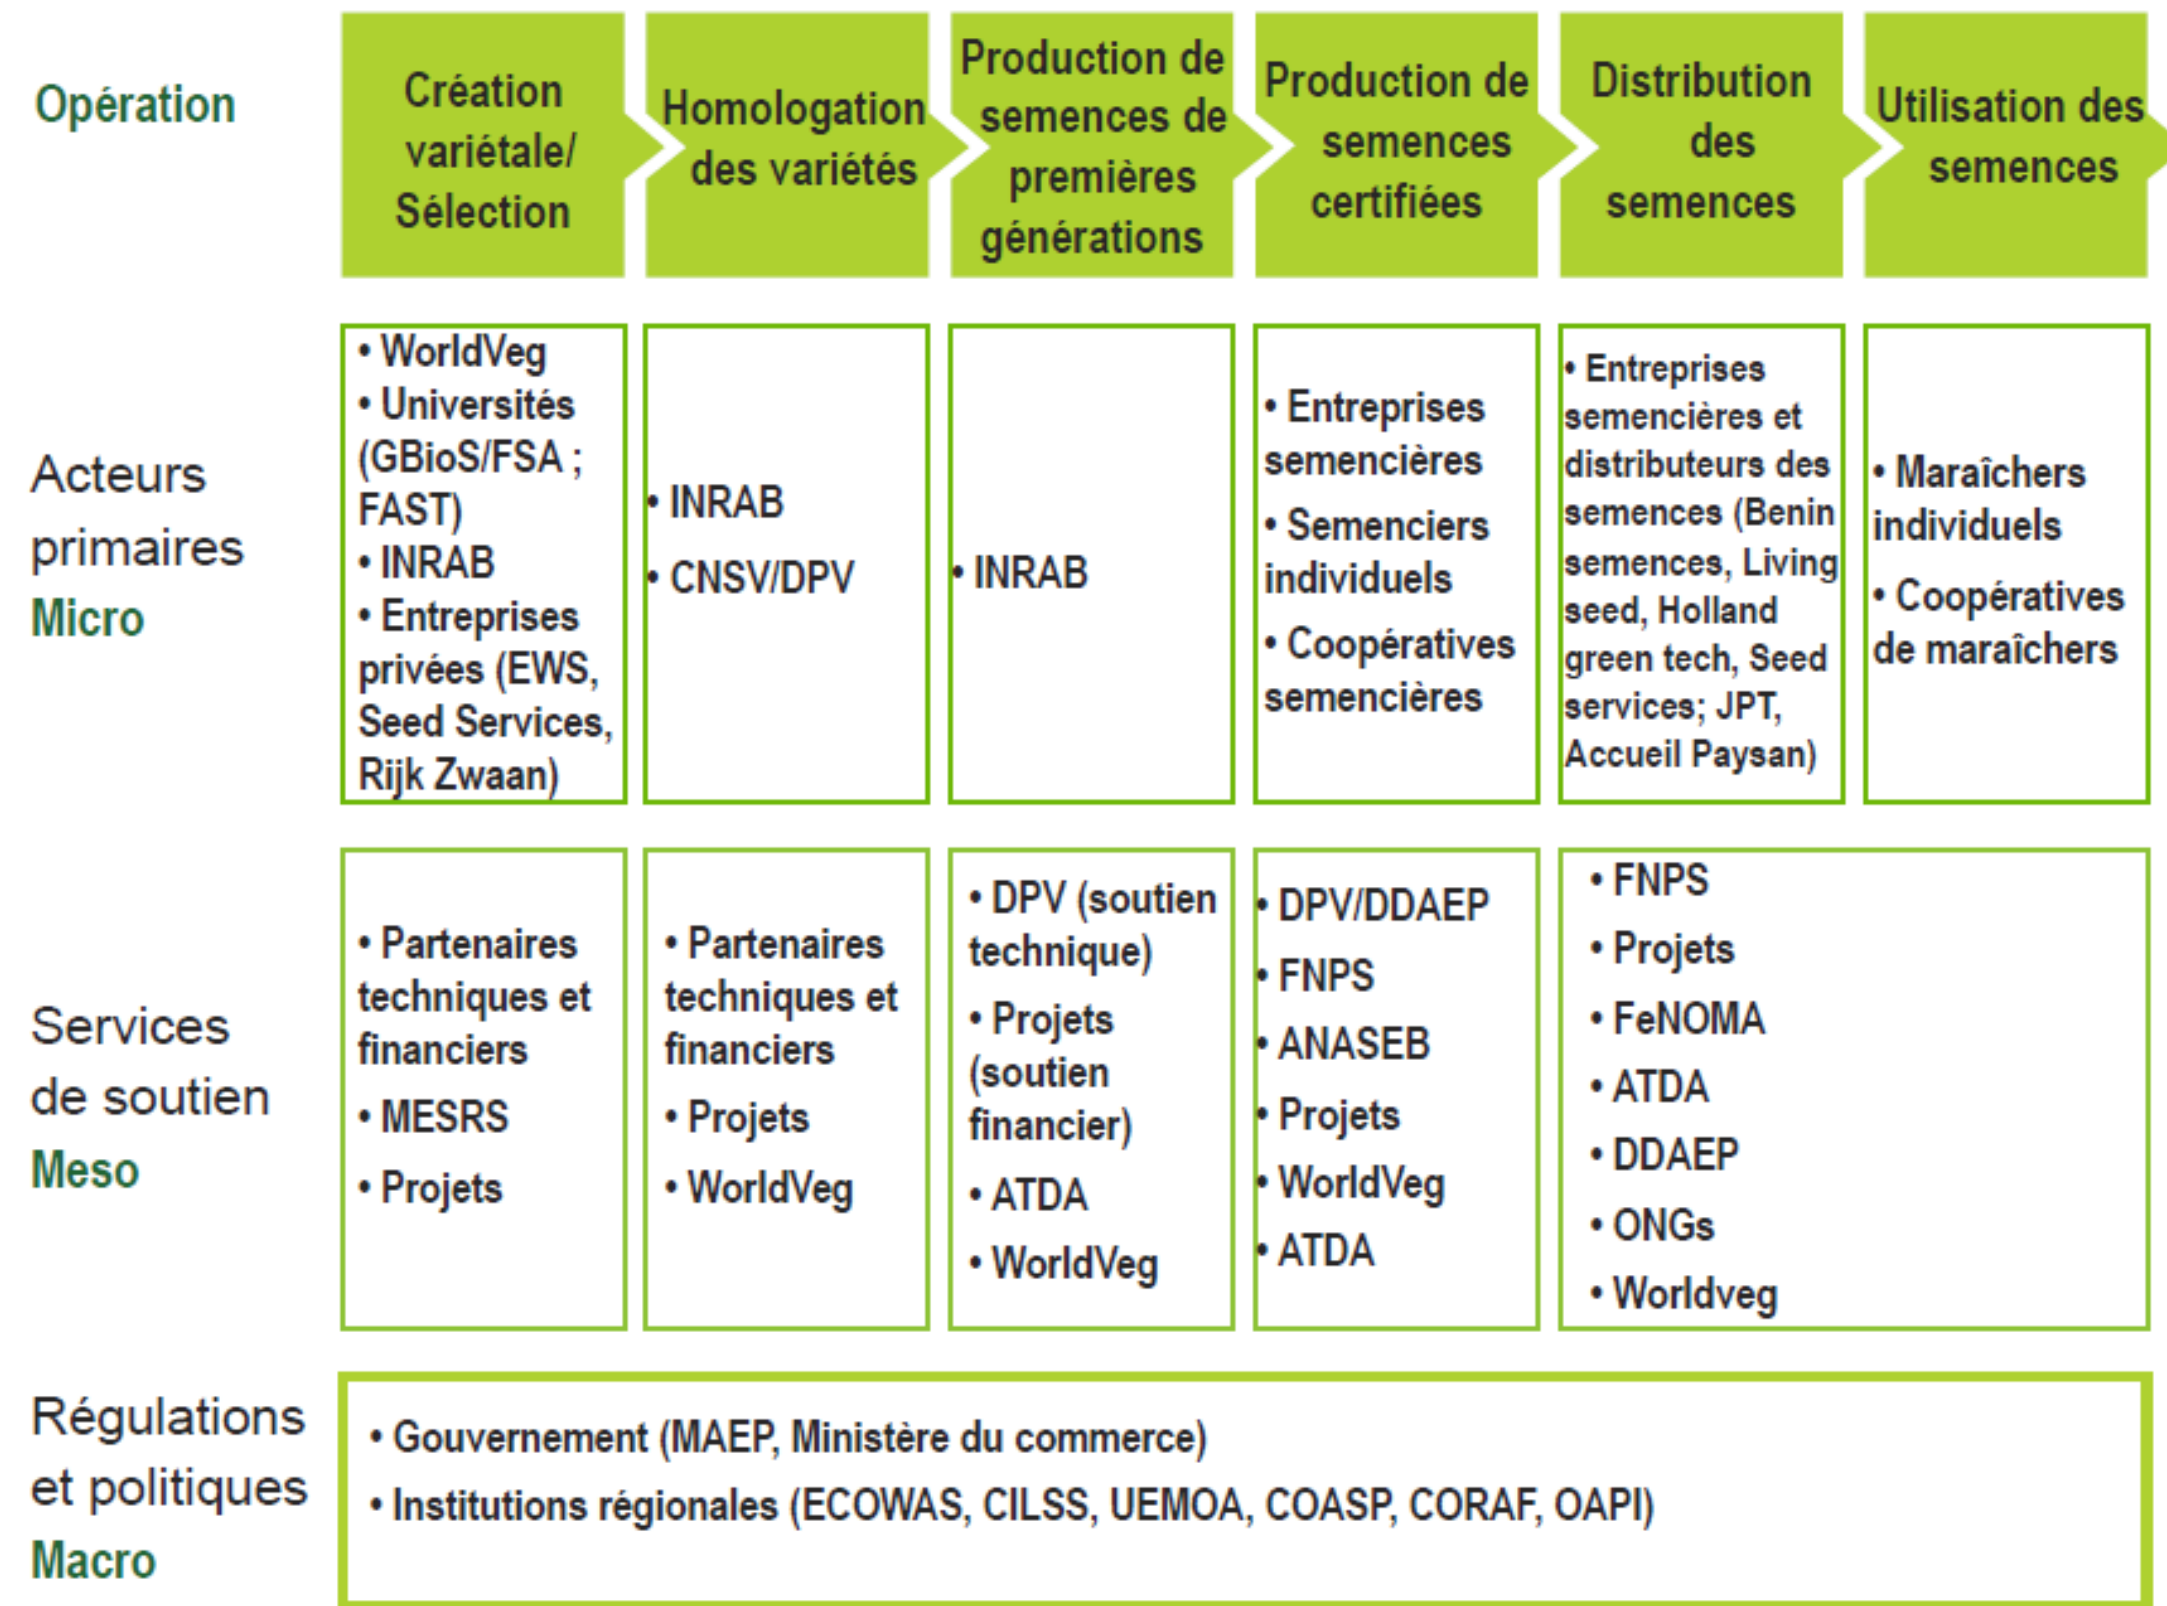 Opération
Création
variétale/
Sélection
Homologation
des variétés
Production de
semences de
premières
générations
Production de
semences
certifiées
Distribution
des
semences
Utilisation des
semences
Acteurs
primaires
Micro
• WorldVeg
• Universités
(GBioS/FSA ;
FAST)
• INRAB
• Entreprises
privées (EWS,
Seed Services,
Rijk Zwaan)
• INRAB
• CNSV/DPV
• INRAB
• Entreprises
semencières
• Semenciers
individuels
• Coopératives
semencières
• Entreprises
semencières et
distributeurs des
semences (Benin
semences, Living
seed, Holland
green tech, Seed
services; JPT,
Accueil Paysan)
• Maraîchers
individuels
• Coopératives
de maraîchers
Services
de soutien
Meso
• Partenaires
techniques et
financiers
• MESRS
• Projets
• Partenaires
techniques et
financiers
• Projets
• WorldVeg
• DPV (soutien
technique)
• Projets
(soutien
financier)
• ATDA
• WorldVeg
• DPV/DDAEP
• FNPS
• ANASEB
• Projets
• WorldVeg
• ATDA
• FNPS
• Projets
• FeNOMA
• ATDA
• DDAEP
• ONGs
• Worldveg
Régulations
et politiques
Macro
• Gouvernement (MAEP, Ministère du commerce)
• Institutions régionales (ECOWAS, CILSS, UEMOA, COASP, CORAF, OAPI)